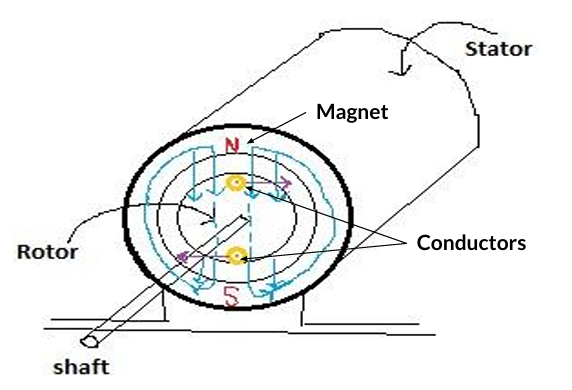 Stator
Magnet
N
Conductors
Rotor
S
shaft